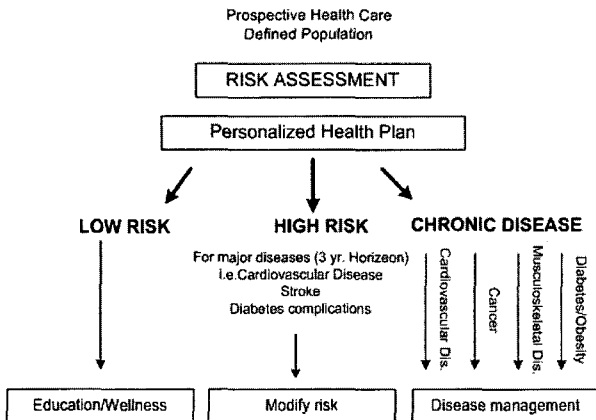 Prospective Health Care
Defined Population
RISK ASSESSMENT
Personalized Health Plan
LOW RISK
HIGH RISK
CHRONIC DISEASE
For major diseases (3 yr. Horizeon)
i.e.Cardiovascular Disease
Stroke
Diabetes complications
Cardiovascular Dis.
Cancer
Musculoskeletal Dis.
Diabetes/Obesity
Education/Wellness
Modify risk
Disease management